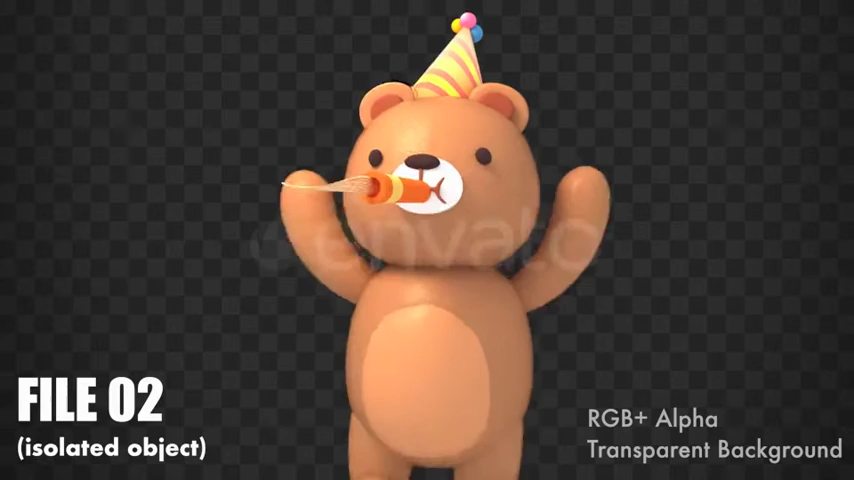 envato
FILE 02
(isolated object)
RGB+ Alpha
Transparent Background